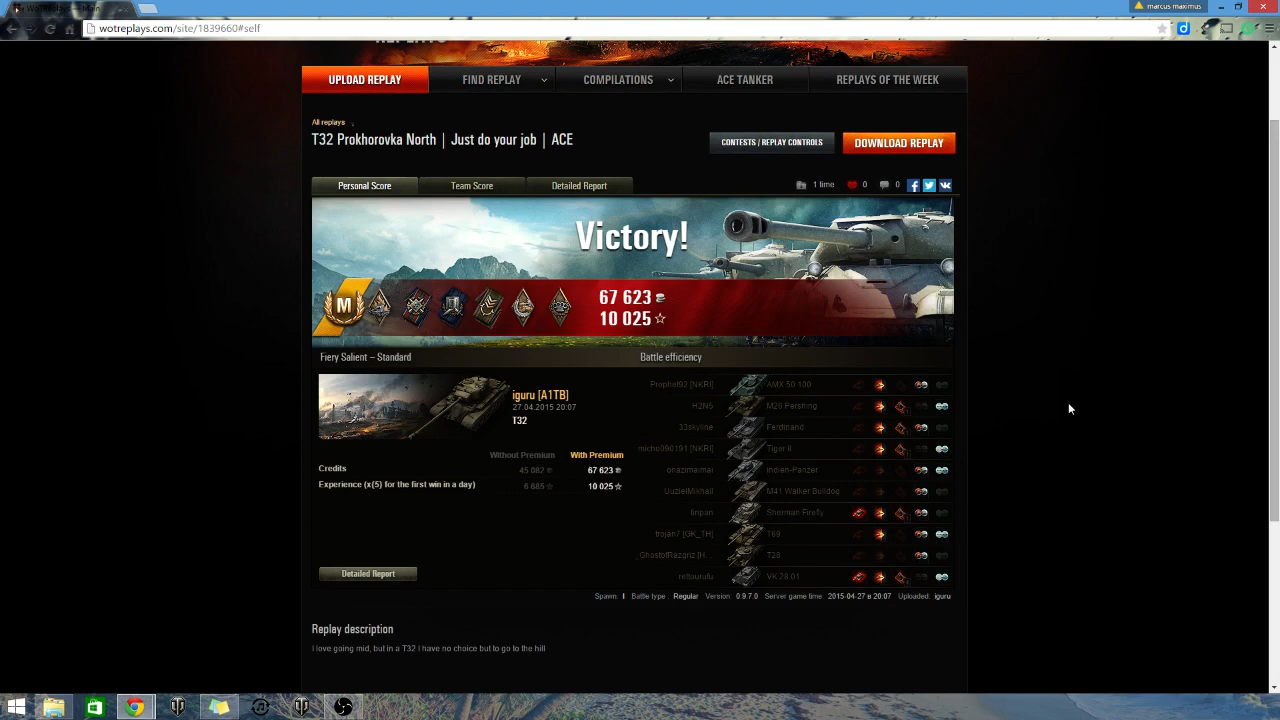 marcus maximus
wotreplays.com/site/1839660#self
UPLOAD REPLAY FIND REPLAY COMPILATIONS ACE TANKER REPLAYS OF THE WEEK
All replays
T32 Prokhorovka North | Just do your job | ACE
CONTESTS / REPLAY CONTROLS DOWNLOAD REPLAY
Personal Score Team Score Detailed Report 1 time 0 0
Victory!
M
67 623
10 025
Fiery Salient – Standard Battle efficiency
iguru [A1TB]
27.04.2015 20:07
T32
Without Premium With Premium
Credits 45 082 67 623
Experience (x(5) for the first win in a day) 6 685 10 025
Detailed Report
Prophet92 [NKRI] AMX 50 100
H2N5 M26 Pershing
33skyline Ferdinand
micho090191 [NKRI] Tiger II
onazimaimai Indien-Panzer
UuzielMikhail M41 Walker Bulldog
tinpan Sherman Firefly
trojan7 [GK_TH] T69
_GhostofRazgriz [H... T28
reltaurufu VK 28.01
Spawn: I Battle type : Regular Version: 0.9.7.0 Server game time: 2015-04-27 в 20:07 Uploaded: iguru
Replay description
I love going mid, but in a T32 I have no choice but to go to the hill